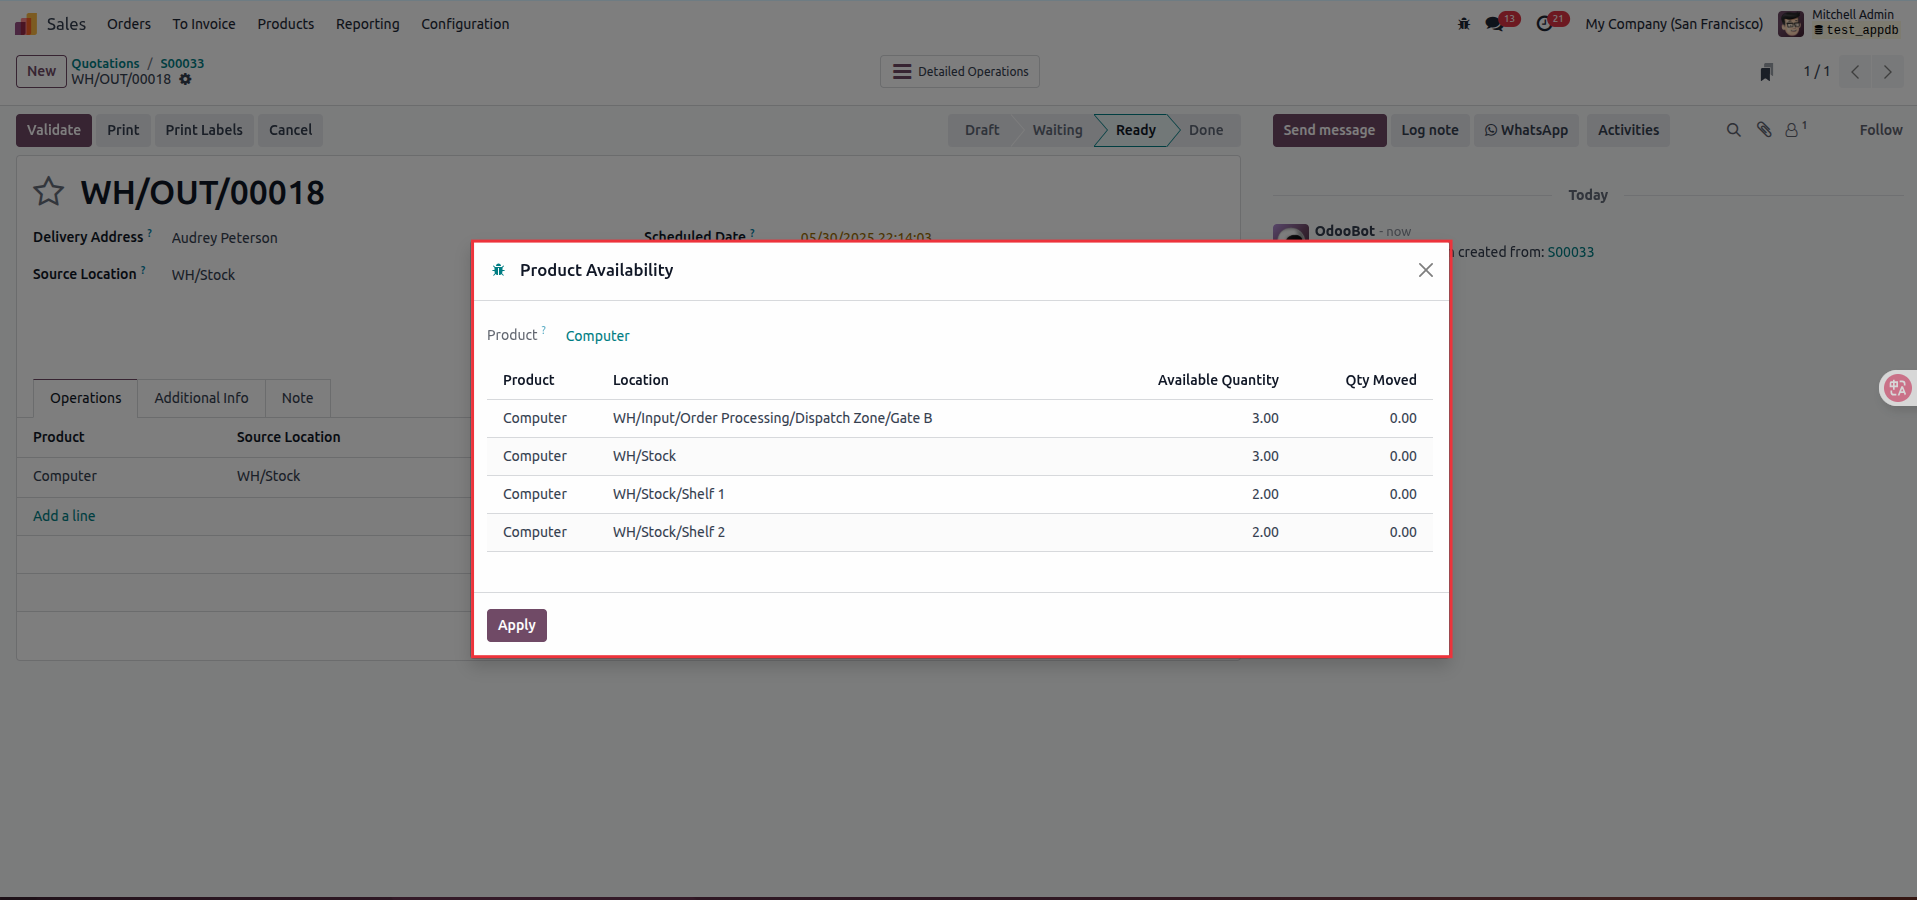 Sales Orders To Invoice Products Reporting Configuration 13 21 My Company (San Francisco) Mitchell Admin
test_appdb
New Quotations / S00033
WH/OUT/00018
Detailed Operations
1 / 1
Validate Print Print Labels Cancel Draft Waiting Ready Done Send message Log note WhatsApp Activities 1 Follow
WH/OUT/00018
Today
Delivery Address ? Audrey Peterson Scheduled Date ? 05/30/2025 22:14:03
OdooBot - now
created from: S00033
Source Location ? WH/Stock
Product Availability
Product ? Computer
Product Location Available Quantity Qty Moved
Computer WH/Input/Order Processing/Dispatch Zone/Gate B 3.00 0.00
Computer WH/Stock 3.00 0.00
Computer WH/Stock/Shelf 1 2.00 0.00
Computer WH/Stock/Shelf 2 2.00 0.00
Apply
Operations Additional Info Note
Product Source Location
Computer WH/Stock
Add a line
中A